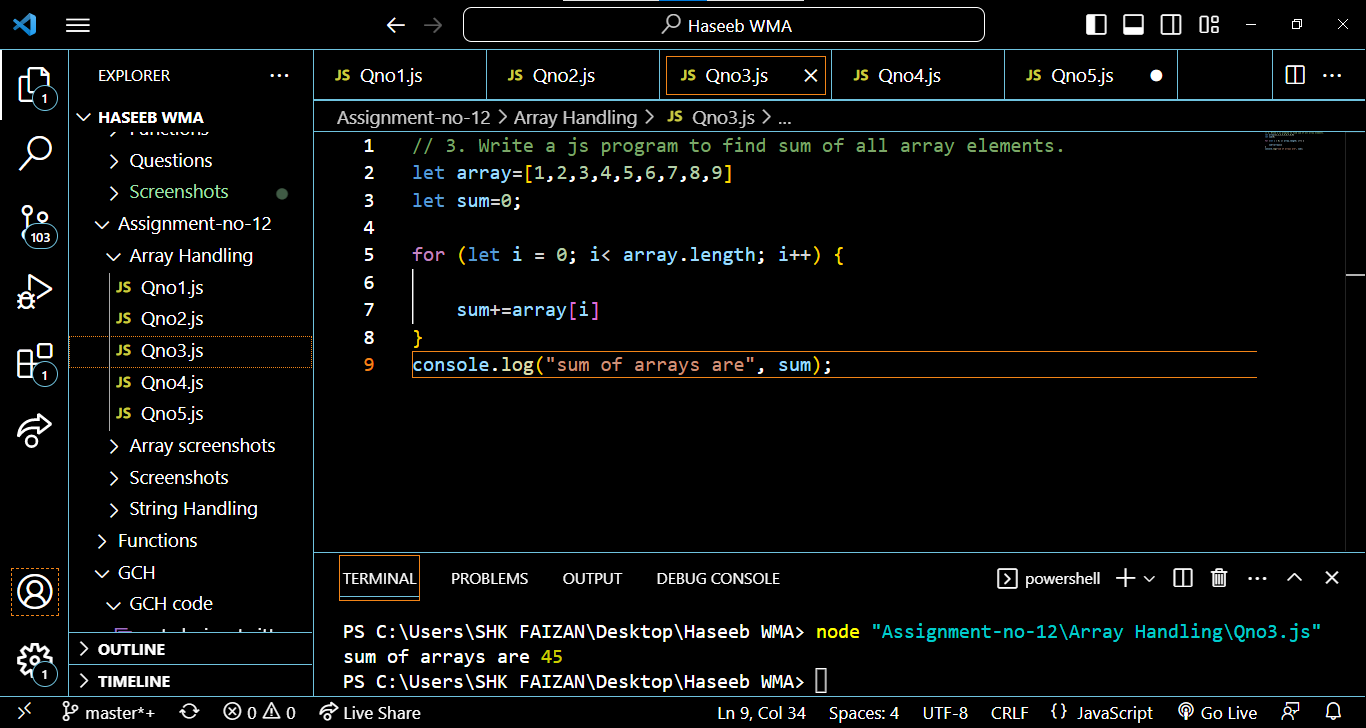 Haseeb WMA
EXPLORER
HASEEB WMA
Functions
Questions
Screenshots
Assignment-no-12
Array Handling
JS Qno1.js
JS Qno2.js
JS Qno3.js
JS Qno4.js
JS Qno5.js
Array screenshots
Screenshots
String Handling
Functions
GCH
GCH code
OUTLINE
TIMELINE
1
103
1
1
JS Qno1.js
JS Qno2.js
JS Qno3.js
JS Qno4.js
JS Qno5.js
Assignment-no-12 > Array Handling > JS Qno3.js > ...
1 // 3. Write a js program to find sum of all array elements.
2 let array=[1,2,3,4,5,6,7,8,9]
3 let sum=0;
4
5 for (let i = 0; i< array.length; i++) {
6
7 sum+=array[i]
8 }
9 console.log("sum of arrays are", sum);
TERMINAL PROBLEMS OUTPUT DEBUG CONSOLE powershell
PS C:\Users\SHK FAIZAN\Desktop\Haseeb WMA> node "Assignment-no-12\Array Handling\Qno3.js"
sum of arrays are 45
PS C:\Users\SHK FAIZAN\Desktop\Haseeb WMA>
master*+ 0 0 Live Share Ln 9, Col 34 Spaces: 4 UTF-8 CRLF {} JavaScript Go Live